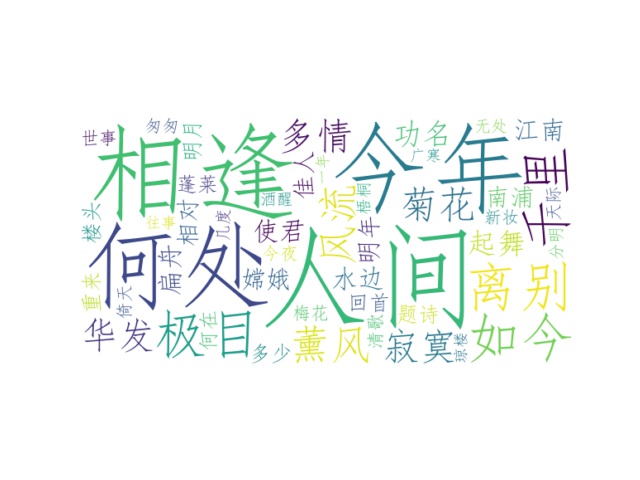 世事 匆匆 明月 多情 功名 无处 江南
相逢 佳人 一年 今年 广寒 千里
楼头 蓬莱 酒醒 梧桐 菊花 南浦 天际
往事 相对 几度 使君 风流 明年 新妆 分明
何处 今夜 人间 起舞
重来 倚天 扁舟 嫦娥 水边 回首 离别
华发 极目 何在 梅花 清歌 题诗
多少 薰风 寂寞 琼楼 如今